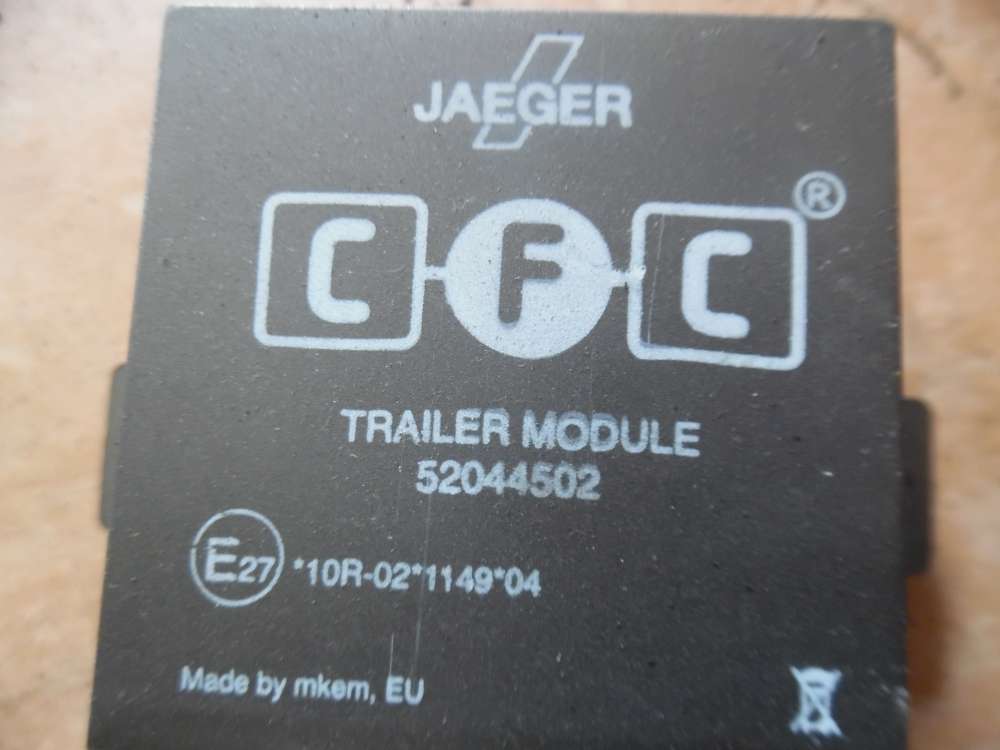 JAEGER
CFC®
TRAILER MODULE
52044502
E27 *10R-02*1149*04
Made by mkem, EU